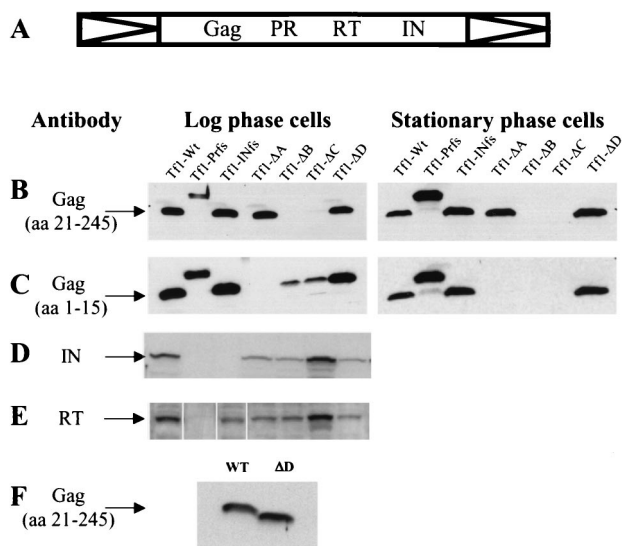 A
Gag PR RT IN
Antibody Log phase cells Stationary phase cells
Tf1-Wt Tf1-Prfs Tf1-INfs Tf1-ΔA Tf1-ΔB Tf1-ΔC Tf1-ΔD Tf1-Wt Tf1-Prfs Tf1-INfs Tf1-ΔA Tf1-ΔB Tf1-ΔC Tf1-ΔD
B Gag
(aa 21-245)
C Gag
(aa 1-15)
D IN
E RT
WT ΔD
F Gag
(aa 21-245)